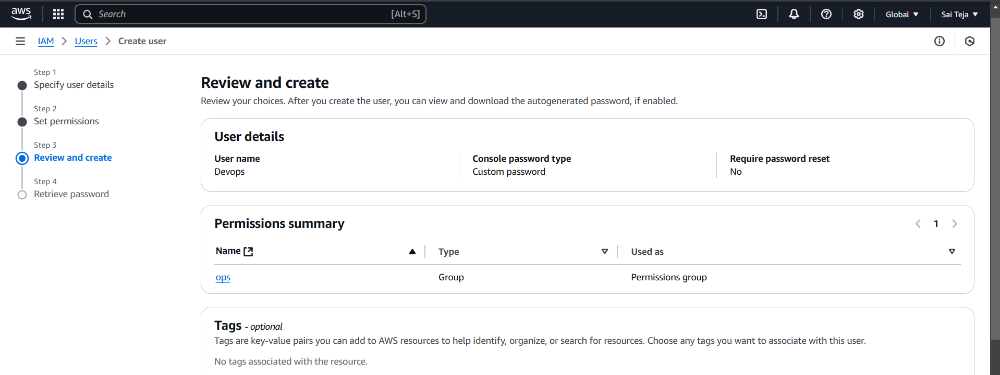 aws
Search [Alt+S]
Global
Sai Teja
IAM
Users
Create user
Step 1
Specify user details
Step 2
Set permissions
Step 3
Review and create
Step 4
Retrieve password
Review and create
Review your choices. After you create the user, you can view and download the autogenerated password, if enabled.
User details
User name
Devops
Console password type
Custom password
Require password reset
No
Permissions summary
1
Name
Type
Used as
ops
Group
Permissions group
Tags - optional
Tags are key-value pairs you can add to AWS resources to help identify, organize, or search for resources. Choose any tags you want to associate with this user.
No tags associated with the resource.